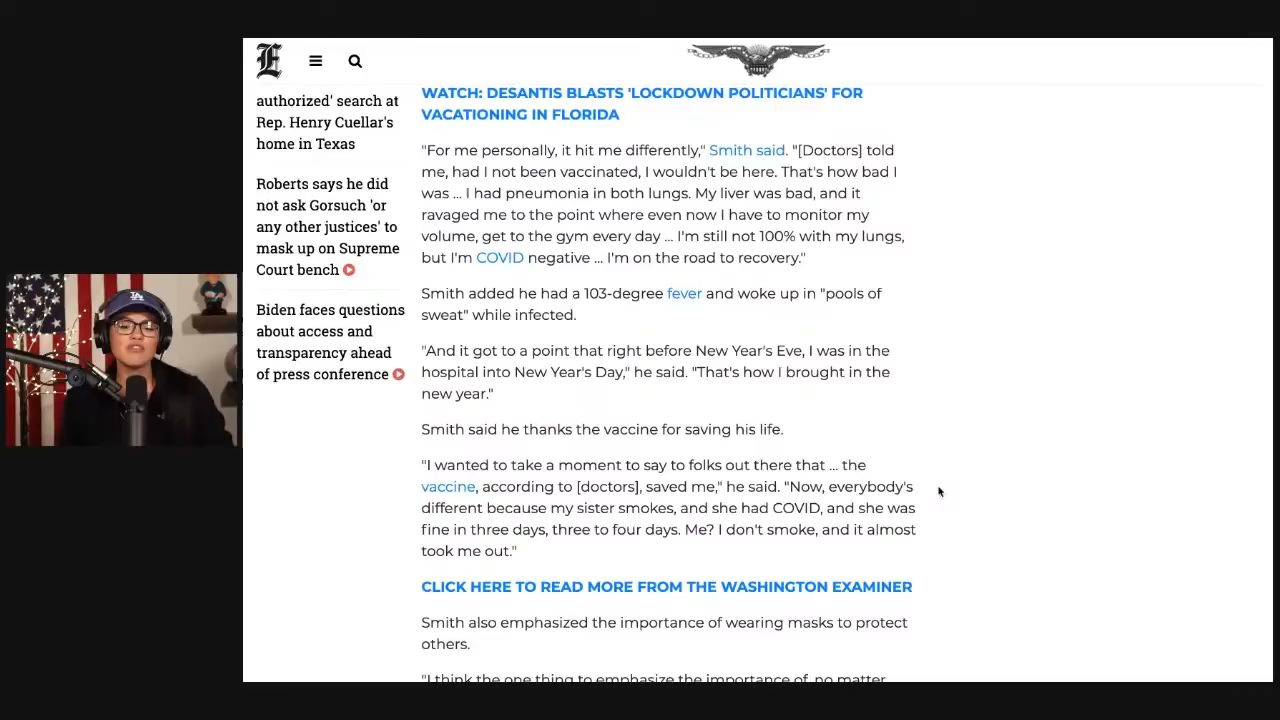 E
authorized' search at
Rep. Henry Cuellar's
home in Texas
Roberts says he did
not ask Gorsuch 'or
any other justices' to
mask up on Supreme
Court bench
Biden faces questions
about access and
transparency ahead
of press conference
WATCH: DESANTIS BLASTS 'LOCKDOWN POLITICIANS' FOR
VACATIONING IN FLORIDA
"For me personally, it hit me differently," Smith said. "[Doctors] told
me, had I not been vaccinated, I wouldn't be here. That's how bad I
was ... I had pneumonia in both lungs. My liver was bad, and it
ravaged me to the point where even now I have to monitor my
volume, get to the gym every day ... I'm still not 100% with my lungs,
but I'm COVID negative ... I'm on the road to recovery."
Smith added he had a 103-degree fever and woke up in "pools of
sweat" while infected.
"And it got to a point that right before New Year's Eve, I was in the
hospital into New Year's Day," he said. "That's how I brought in the
new year."
Smith said he thanks the vaccine for saving his life.
"I wanted to take a moment to say to folks out there that ... the
vaccine, according to [doctors], saved me," he said. "Now, everybody's
different because my sister smokes, and she had COVID, and she was
fine in three days, three to four days. Me? I don't smoke, and it almost
took me out."
CLICK HERE TO READ MORE FROM THE WASHINGTON EXAMINER
Smith also emphasized the importance of wearing masks to protect
others.
"I think the one thing to emphasize the importance of, no matter
LA